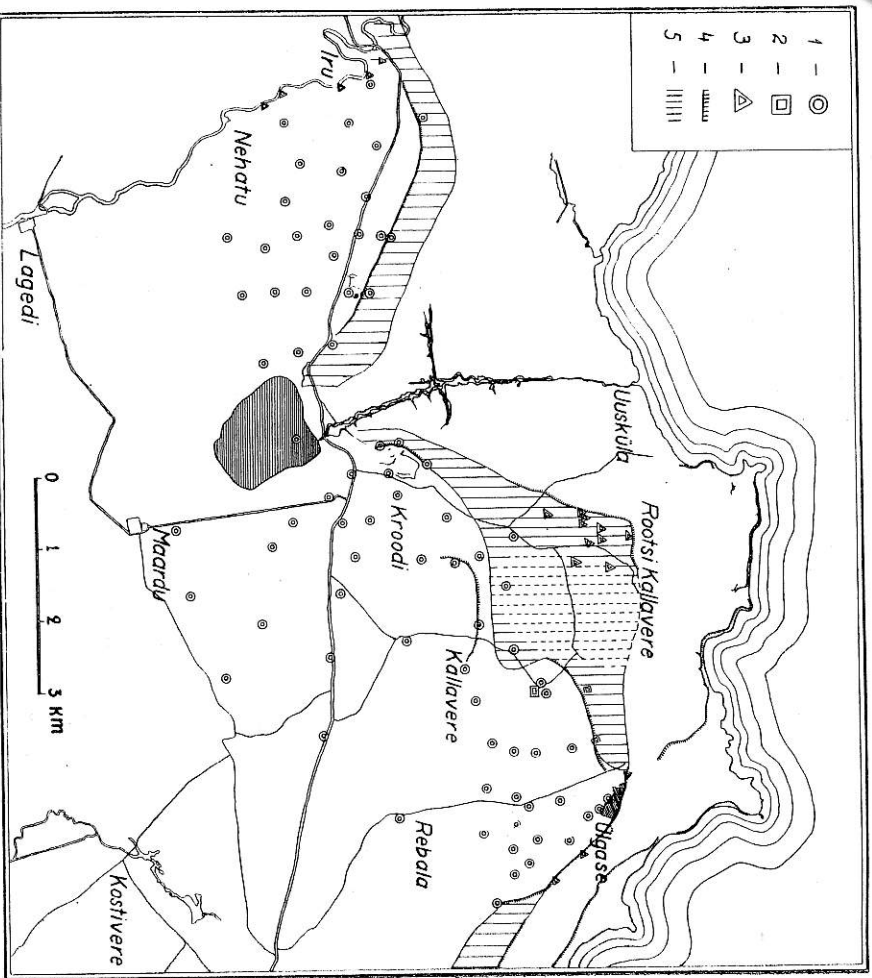 1 -
2 -
3 -
4 -
5 -
Iru
Nehatu
Lagedi
Uusküla
Rootsi Kallavere
Kroodi
Kallavere
Maardu
Ülgase
Rebala
Kostivere
0 1 2 3 км